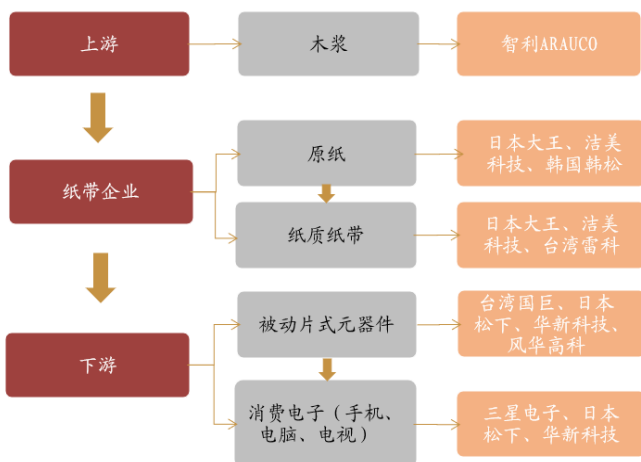 上游
木浆
智利ARAUCO
纸带企业
原纸
日本大王、洁美
科技、韩国韩松
纸质纸带
日本大王、洁美
科技、台湾雷科
下游
被动片式元器件
台湾国巨、日本
松下、华新科技、
风华高科
消费电子（手机、
电脑、电视）
三星电子、日本
松下、华新科技